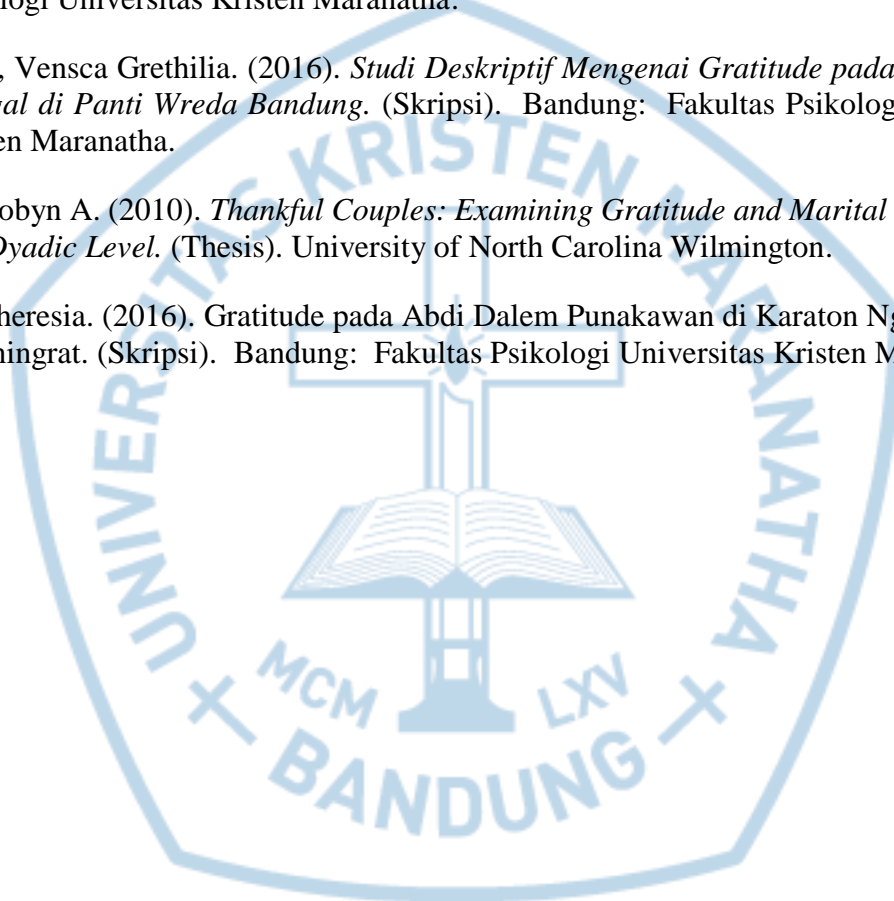 logi Universitas Kristen Maranatha.
, Vensca Grethilia. (2016). Studi Deskriptif Mengenai Gratitude pada
gal di Panti Wreda Bandung. (Skripsi). Bandung: Fakultas Psikolog
en Maranatha.
obyn A. (2010). Thankful Couples: Examining Gratitude and Marital
Dyadic Level. (Thesis). University of North Carolina Wilmington.
heresia. (2016). Gratitude pada Abdi Dalem Punakawan di Karaton Ng
ningrat. (Skripsi). Bandung: Fakultas Psikologi Universitas Kristen M
UNIVERSITAS KRISTEN MARANATHA
MCM LXV
BANDUNG